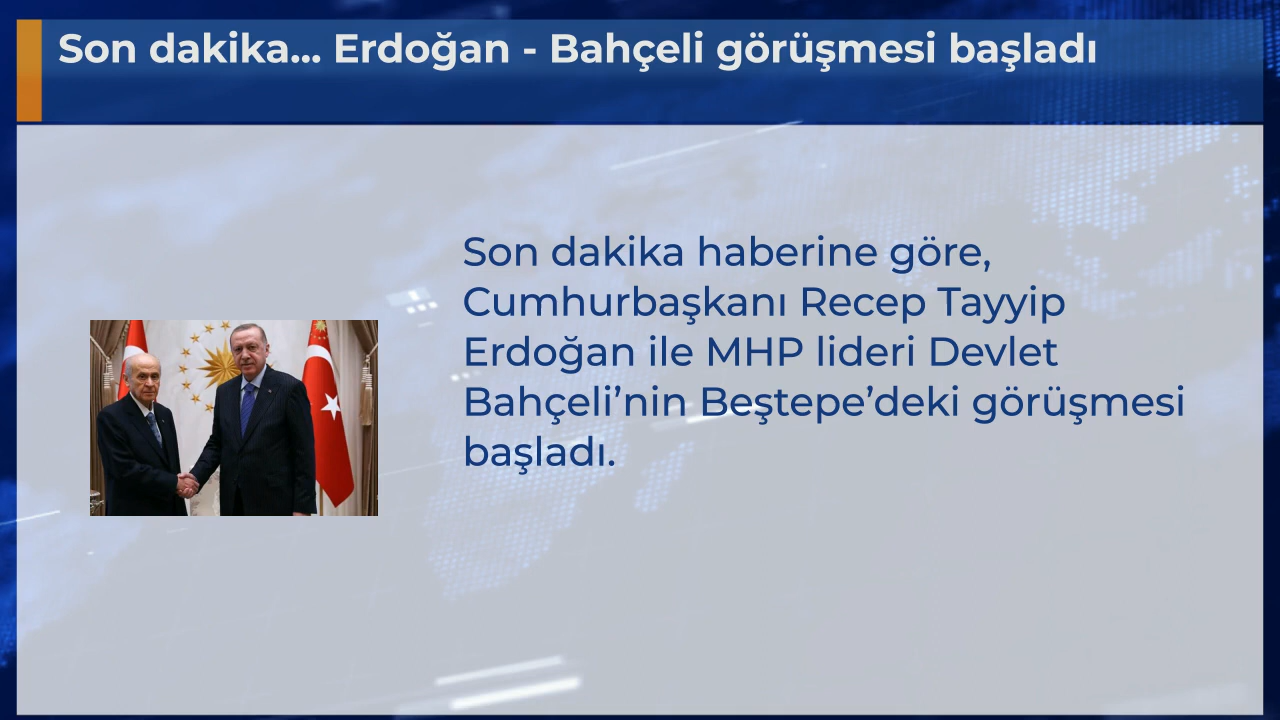 Son dakika... Erdoğan - Bahçeli görüşmesi başladı
Son dakika haberine göre,
Cumhurbaşkanı Recep Tayyip
Erdoğan ile MHP lideri Devlet
Bahçeli’nin Beştepe’deki görüşmesi
başladı.